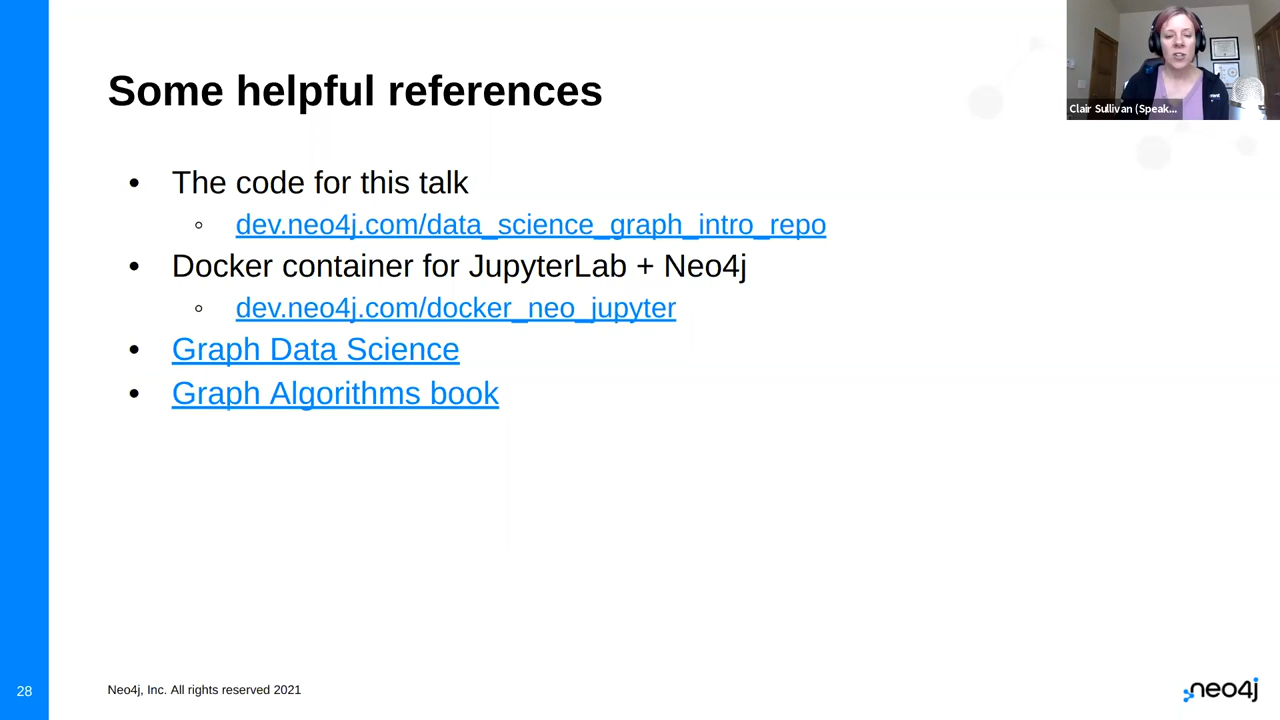 Some helpful references
Clair Sullivan (Speak...
• The code for this talk
○ dev.neo4j.com/data_science_graph_intro_repo
• Docker container for JupyterLab + Neo4j
○ dev.neo4j.com/docker_neo_jupyter
• Graph Data Science
• Graph Algorithms book
28
Neo4j, Inc. All rights reserved 2021
neo4j